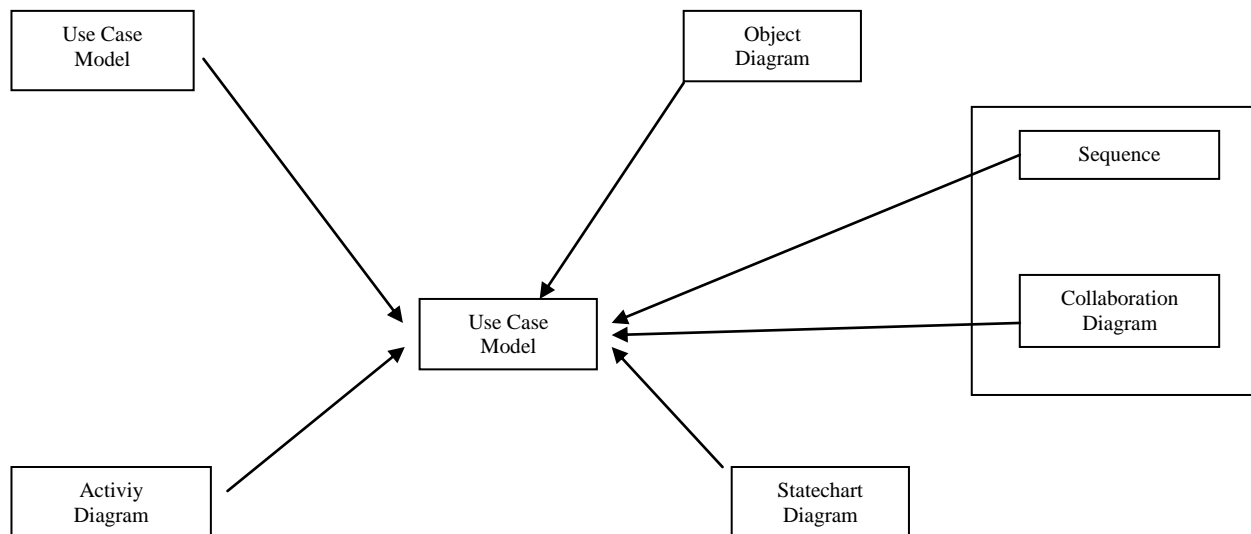 Use Case
Model
Object
Diagram
Sequence
Collaboration
Diagram
Use Case
Model
Activiy
Diagram
Statechart
Diagram